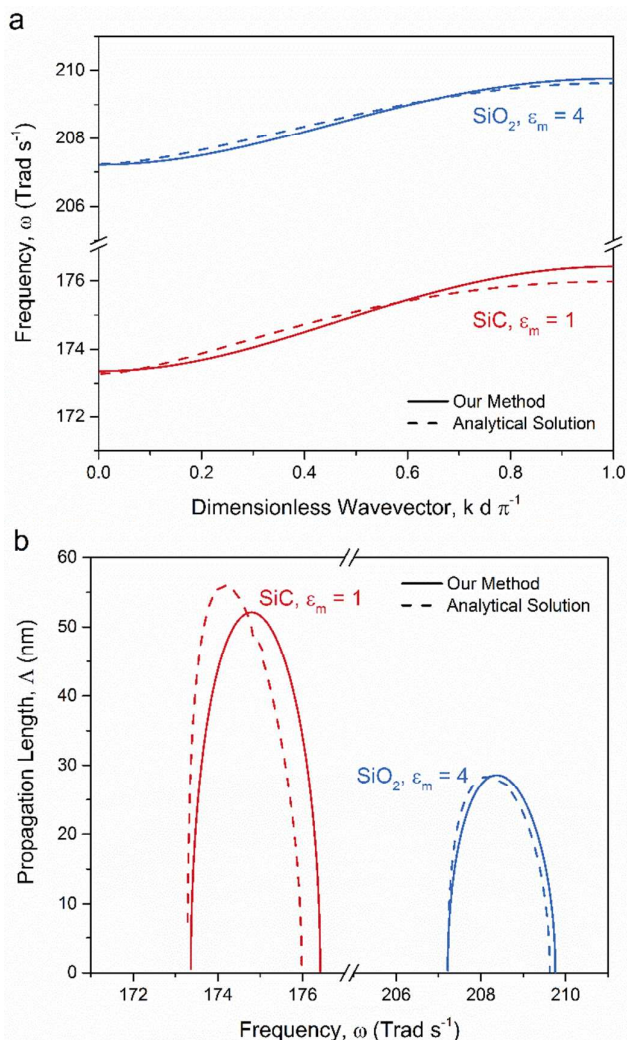 a
210
208
206
176
174
172
Frequency, ω (Trad s⁻¹)
SiO₂, εₘ = 4
SiC, εₘ = 1
Our Method
Analytical Solution
0.0 0.2 0.4 0.6 0.8 1.0
Dimensionless Wavevector, k d π⁻¹
b
60
50
40
30
20
10
0
Propagation Length, Λ (nm)
SiC, εₘ = 1
Our Method
Analytical Solution
SiO₂, εₘ = 4
172 174 176 206 208 210
Frequency, ω (Trad s⁻¹)